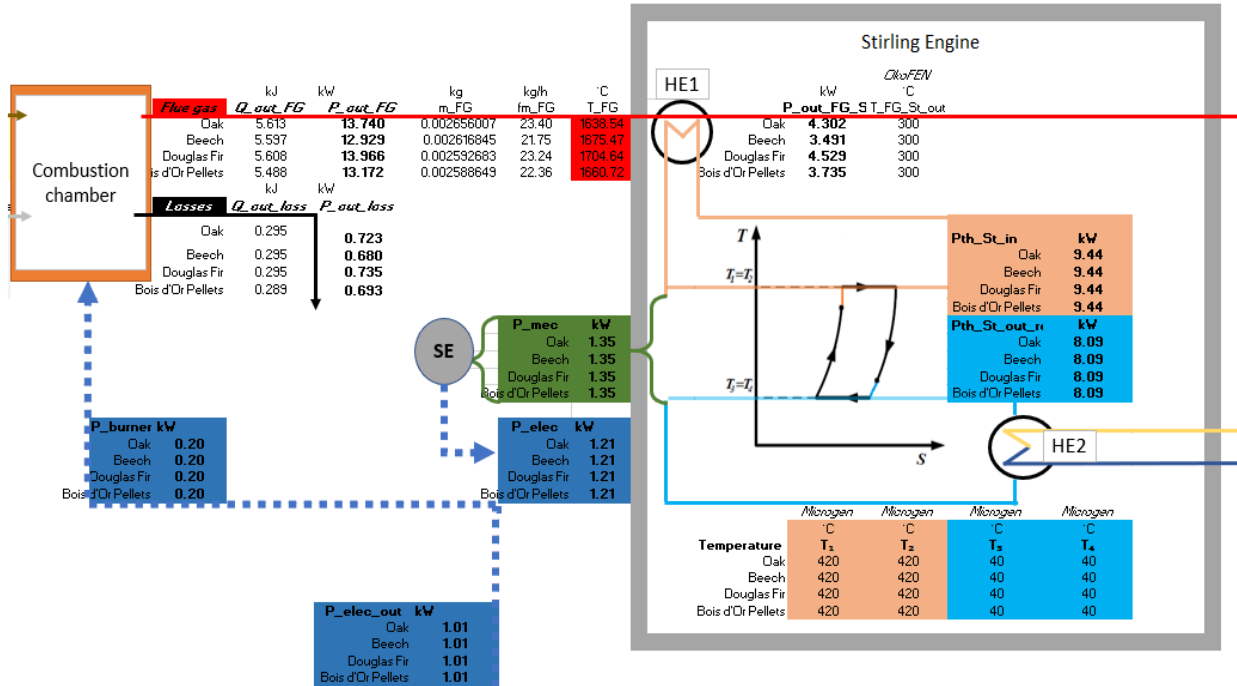 Stirling Engine
ÖkoFEN
kJ kW kg kg/h °C
Flue gas Q_out_FG P_out_FG m_FG fm_FG T_FG
Oak 5.613 13.740 0.002656007 23.40 1638.54
Beech 5.597 12.929 0.002616845 21.75 1675.47
Douglas Fir 5.608 13.966 0.002592683 23.24 1704.64
Bois d'Or Pellets 5.488 13.172 0.002588649 22.36 1660.72
HE1
kW °C
P_out_FG_S T_FG_St_out
Oak 4.302 300
Beech 3.491 300
Douglas Fir 4.529 300
Bois d'Or Pellets 3.735 300
Combustion
chamber
kJ kW
Losses Q_out_loss P_out_loss
Oak 0.295 0.723
Beech 0.295 0.680
Douglas Fir 0.295 0.735
Bois d'Or Pellets 0.289 0.693
T
T₁=T₂
T₃=T₄
S
Pth_St_in kW
Oak 9.44
Beech 9.44
Douglas Fir 9.44
Bois d'Or Pellets 9.44
Pth_St_out_re kW
Oak 8.09
Beech 8.09
Douglas Fir 8.09
Bois d'Or Pellets 8.09
HE2
SE
P_mec kW
Oak 1.35
Beech 1.35
Douglas Fir 1.35
Bois d'Or Pellets 1.35
P_burner kW
Oak 0.20
Beech 0.20
Douglas Fir 0.20
Bois d'Or Pellets 0.20
P_elec kW
Oak 1.21
Beech 1.21
Douglas Fir 1.21
Bois d'Or Pellets 1.21
Microgen Microgen Microgen Microgen
°C °C °C °C
Temperature T₁ T₂ T₃ T₄
Oak 420 420 40 40
Beech 420 420 40 40
Douglas Fir 420 420 40 40
Bois d'Or Pellets 420 420 40 40
P_elec_out kW
Oak 1.01
Beech 1.01
Douglas Fir 1.01
Bois d'Or Pellets 1.01